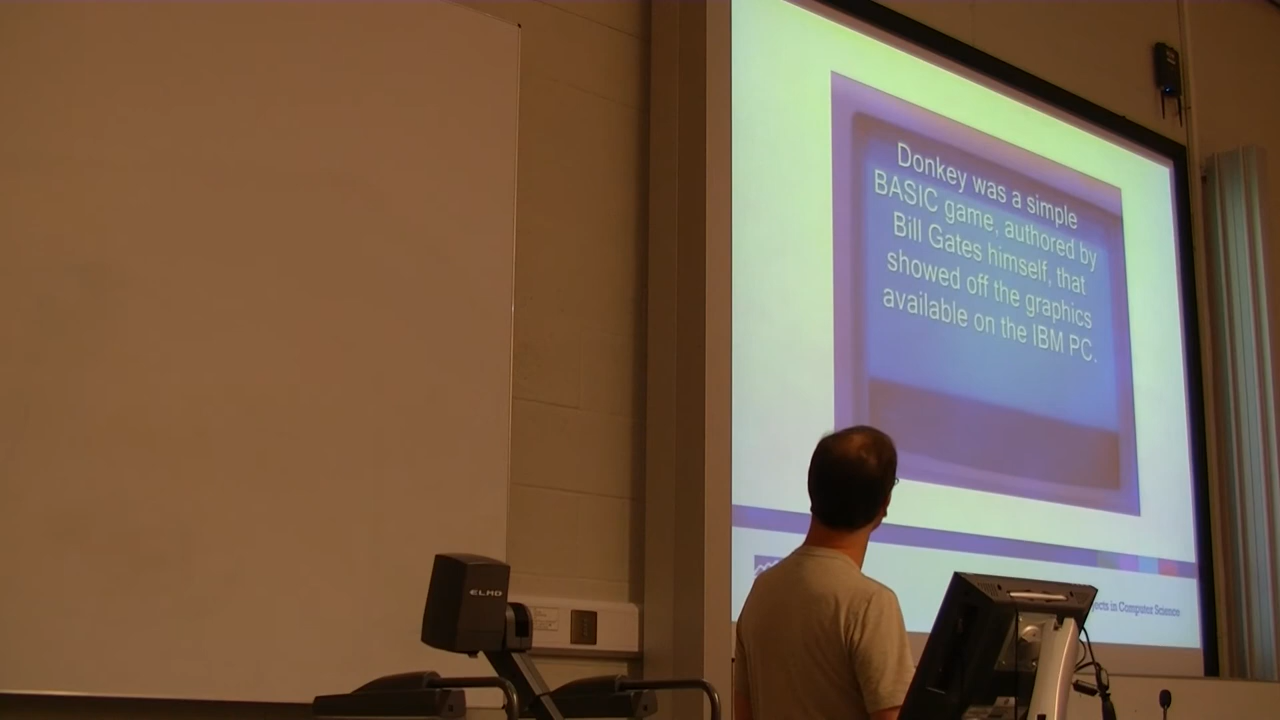 Donkey was a simple
BASIC game, authored by
Bill Gates himself, that
showed off the graphics
available on the IBM PC.
ELMO
in Computer Science